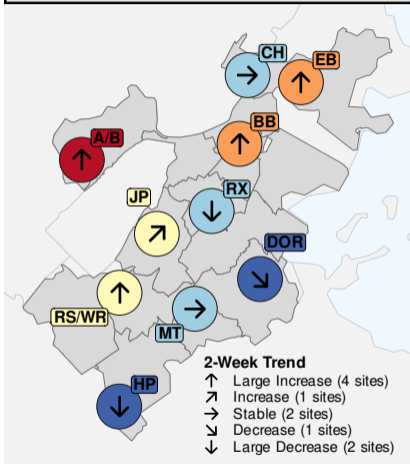 CH
EB
BB
A/B
RX
JP
DOR
RS/WR
MT
HP
2-Week Trend
↑ Large Increase (4 sites)
↗ Increase (1 sites)
→ Stable (2 sites)
↘ Decrease (1 sites)
↓ Large Decrease (2 sites)